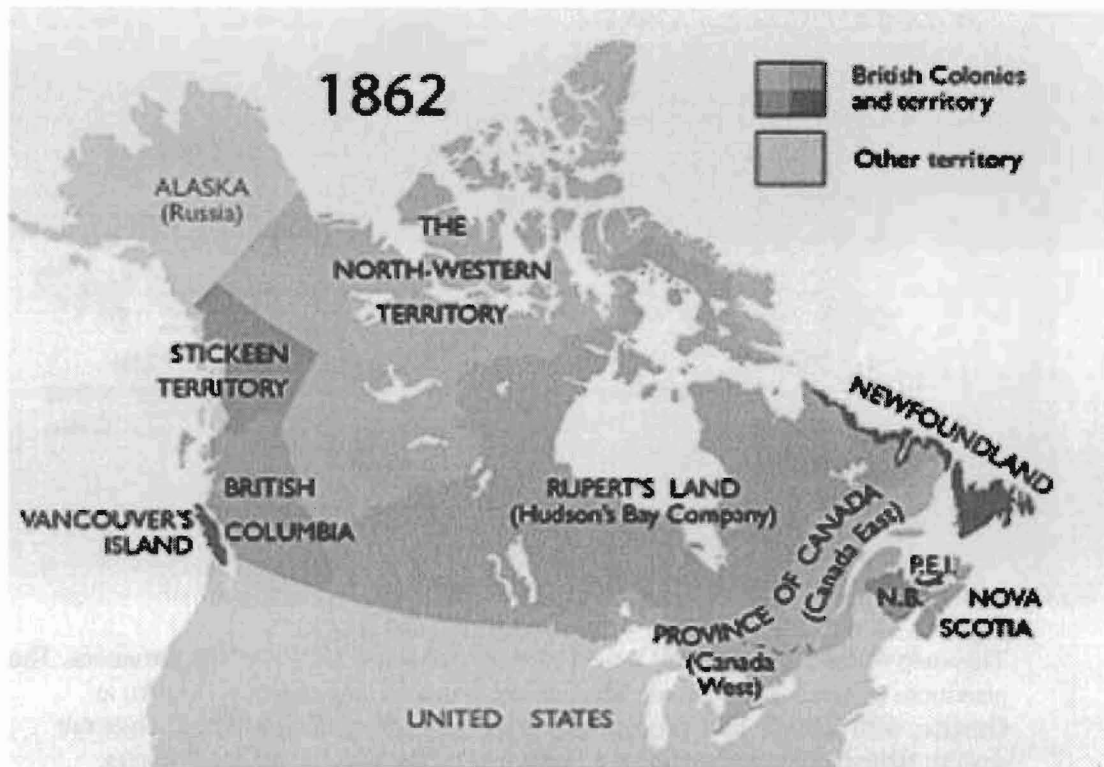 1862
British Colonies
and territory
Other territory
ALASKA
(Russia)
THE
NORTH-WESTERN
TERRITORY
STICKEEN
TERRITORY
NEWFOUNDLAND
BRITISH
COLUMBIA
VANCOUVER'S
ISLAND
RUPERT'S LAND
(Hudson's Bay Company)
PROVINCE OF CANADA
(Canada East)
(Canada
West)
P.E.I.
N.B.
NOVA
SCOTIA
UNITED STATES